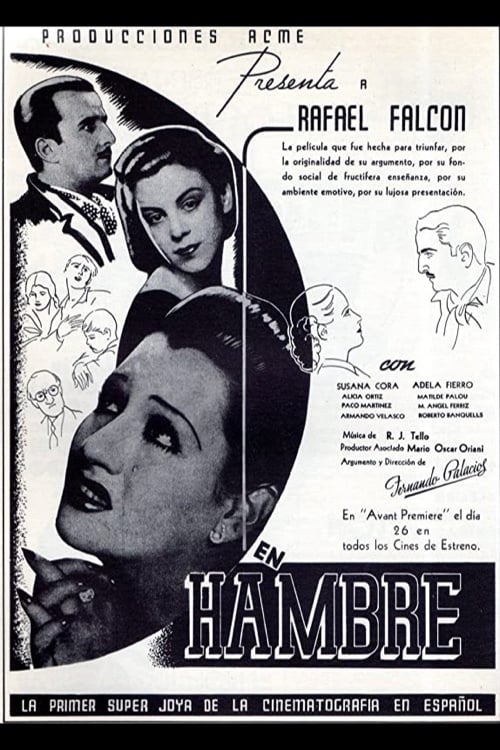 PRODUCCIONES ACME
Presenta A
RAFAEL FALCON
La película que fue hecha para triunfar, por
la originalidad de su argumento, por su fon-
do social de fructífera enseñanza, por su
ambiente emotivo, por su lujosa presentación.
con
SUSANA CORA ADELA FIERRO
ALICIA ORTIZ MATILDE PALOU
PACO MARTINEZ M. ANGEL FERRIZ
ARMANDO VELASCO ROBERTO BANQUELLS
Música de R. J. Tello
Productor Asociado Mario Oscar Oriani
Argumento y Dirección de
Fernando Palacios
En "Avant Premiere" el día
26 en
todos los Cines de Estreno.
EN
HAMBRE
LA PRIMER SUPER JOYA DE LA CINEMATOGRAFIA EN ESPAÑOL